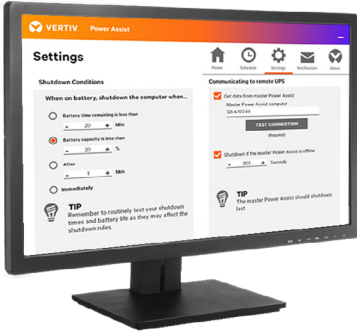 VERTIV. Power Assist
Settings
Home
Schedule
Settings
Notification
About
Shutdown Conditions
When on battery, shutdown the computer when...
Battery time remaining is less than
- 20 + Min
Battery capacity is less than
- 20 + %
After
- 1 + Min
Immediately
TIP
Remember to routinely test your shutdown
times and battery life as they may affect the
shutdown rules.
Communicating to remote UPS
Get data from master Power Assist
Master Power Assist computer
TEST CONNECTION
Shutdown if the master Power Assist is offline
- 300 + Seconds
TIP
The master Power Assist should shutdown
last.